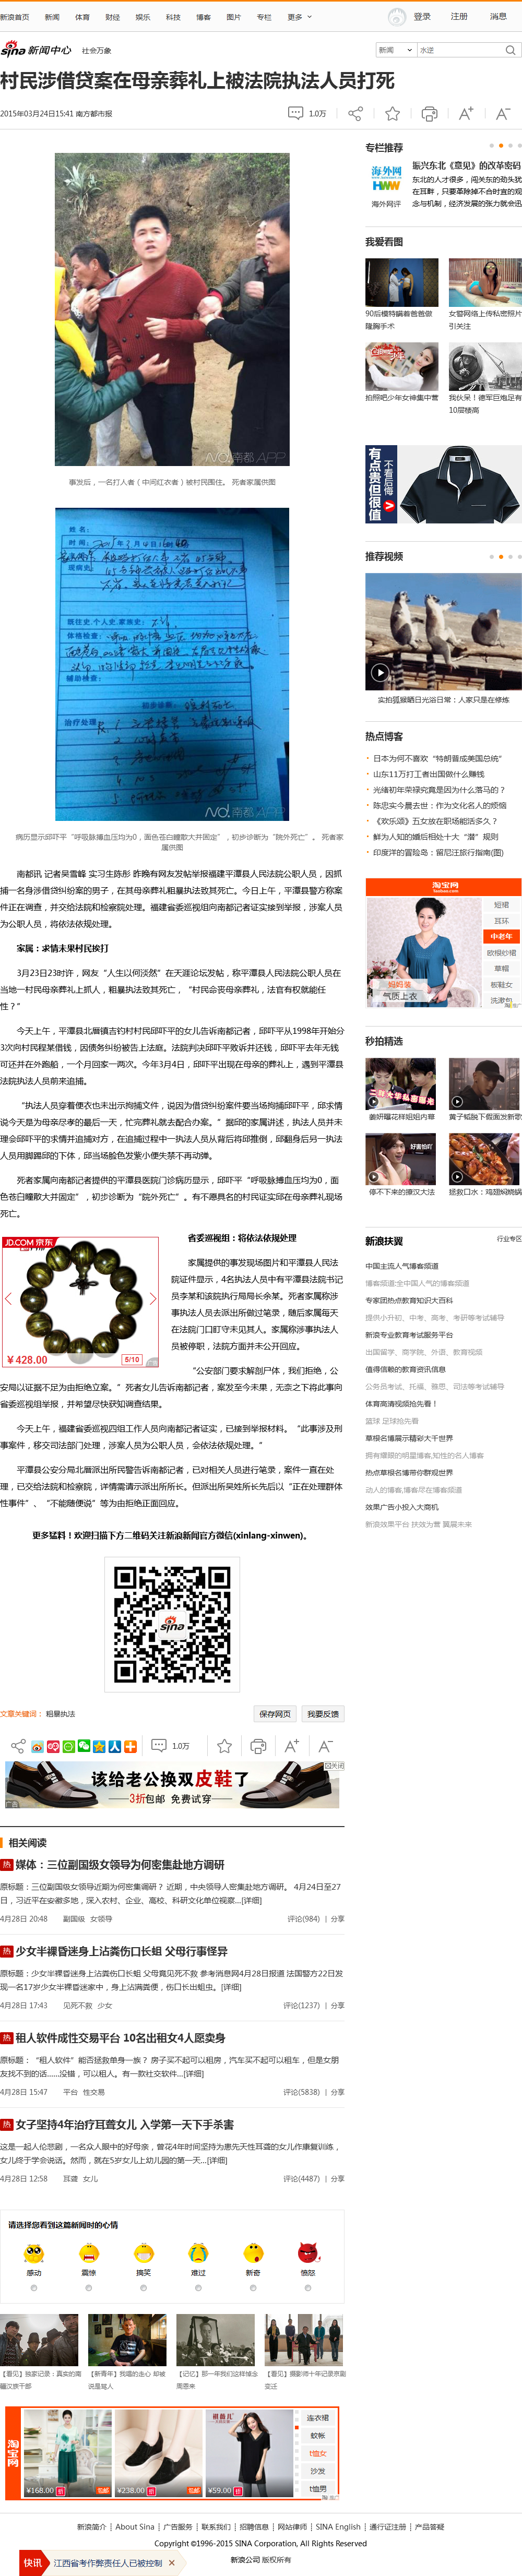 新浪首页 新闻 体育 财经 娱乐 科技 博客 图片 专栏 更多 登录 注册 消息
sina 新闻中心 社会万象 新闻 水逆
村民涉借贷案在母亲葬礼上被法院执法人员打死
2015年03月24日15:41 南方都市报 1.0万
N 南都APP
事发后，一名打人者（中间红衣者）被村民围住。 死者家属供图
N 南都APP
病历显示邱吓平“呼吸脉搏血压均为0，面色苍白瞳散大并固定”，初步诊断为“院外死亡”。 死者家
属供图
南都讯 记者吴雪峰 实习生陈彤 昨晚有网友发帖举报福建平潭县人民法院公职人员，因抓
捕一名身涉借贷纠纷案的男子，在其母亲葬礼粗暴执法致其死亡。今日上午，平潭县警方称案
件正在调查，并交给法院和检察院处理。福建省委巡视组向南都记者证实接到举报，涉案人员
为公职人员，将依法依规处理。
家属：求情未果村民挨打
3月23日23时许，网友“人生以何淡然”在天涯论坛发帖，称平潭县人民法院公职人员在
当地一村民母亲葬礼上抓人，粗暴执法致其死亡，“村民命丧母亲葬礼，法官有权就能任
性？”
今天上午，平潭县北厝镇吉钓村村民邱吓平的女儿告诉南都记者，邱吓平从1998年开始分
3次向村民程某借钱，因债务纠纷被告上法庭。法院判决邱吓平败诉并还钱，邱吓平去年无钱
可还并在外跑船，一个月回家一两次。今年3月4日，邱吓平出现在母亲的葬礼上，遇到平潭县
法院执法人员前来追捕。
“执法人员穿着便衣也未出示拘捕文件，说因为借贷纠纷案件要当场拘捕邱吓平，邱求情
说今天是为母亲尽孝的最后一天，忙完葬礼就去配合办案。”据邱的家属讲述，执法人员并未
理会邱吓平的求情并追捕对方，在追捕过程中一执法人员从背后将邱推倒，邱翻身后另一执法
人员用脚踢邱的下体，邱当场脸色发紫小便失禁不再动弹。
死者家属向南都记者提供的平潭县医院门诊病历显示，邱吓平“呼吸脉搏血压均为0，面
色苍白瞳散大并固定”，初步诊断为“院外死亡”。有不愿具名的村民证实邱在母亲葬礼现场
死亡。
JD.COM 京东
¥428.00 5/10
省委巡视组：将依法依规处理
家属提供的事发现场图片和平潭县人民法
院证件显示，4名执法人员中有平潭县法院书记
员李某和该院执行局局长余某。死者家属称涉
事执法人员去派出所做过笔录，随后家属每天
在法院门口盯守未见其人。家属称涉事执法人
员被停职，法院方面并未公开回应。
“公安部门要求解剖尸体，我们拒绝，公
安局以证据不足为由拒绝立案。”死者女儿告诉南都记者，案发至今未果，无奈之下将此事向
省委巡视组举报，并希望尽快获知调查结果。
今天上午，福建省委巡视四组工作人员向南都记者证实，已接到举报材料。“此事涉及刑
事案件，移交司法部门处理，涉案人员为公职人员，会依法依规处理。”
平潭县公安分局北厝派出所民警告诉南都记者，已对相关人员进行笔录，案件一直在处
理，已交给法院和检察院，详情需请示派出所所长。但派出所吴姓所长先后以“正在处理群体
性事件”、“不能随便说”等为由拒绝正面回应。
更多猛料！欢迎扫描下方二维码关注新浪新闻官方微信(xinlang-xinwen)。
sina
文章关键词： 粗暴执法 保存网页 我要反馈
1.0万
该给老公换双皮鞋了
3折包邮 免费试穿
关闭
相关阅读
热 媒体：三位副国级女领导为何密集赴地方调研
原标题：三位副国级女领导近期为何密集调研？ 近期，中央领导人密集赴地方调研。4月24日至27
日，习近平在安徽多地，深入农村、企业、高校、科研文化单位视察...[详细]
4月28日 20:48 副国级 女领导 评论(984) | 分享
热 少女半裸昏迷身上沾粪伤口长蛆 父母行事怪异
原标题：少女半裸昏迷身上沾粪伤口长蛆 父母竟见死不救 参考消息网4月28日报道 法国警方22日发
现一名17岁少女半裸昏迷家中，身上沾满粪便，伤口长出蛆虫。[详细]
4月28日 17:43 见死不救 少女 评论(1237) | 分享
热 租人软件成性交易平台 10名出租女4人愿卖身
原标题：“租人软件”能否拯救单身一族？ 房子买不起可以租房，汽车买不起可以租车，但是女朋
友找不到的话……没错，可以租人。有一款社交软件...[详细]
4月28日 15:47 平台 性交易 评论(5838) | 分享
热 女子坚持4年治疗耳聋女儿 入学第一天下手杀害
这是一起人伦悲剧，一名众人眼中的好母亲，曾花4年时间坚持为患先天性耳聋的女儿作康复训练，
女儿终于学会说话。然而，就在5岁女儿上幼儿园的第一天...[详细]
4月28日 12:58 耳聋 女儿 评论(4487) | 分享
请选择您看到这篇新闻时的心情
感动 震惊 搞笑 难过 新奇 愤怒
【看见】独家记录：真实的南
疆汉族干部
【新青年】我唱的走心 却被
说是骂人
【记忆】那一年我们这样悼念
周恩来
【看见】摄影师十年记录京剧
变迁
淘宝网
¥168.00 ¥238.00 ¥59.00
连衣裙
蚊帐
t恤女
沙发
t恤男
专栏推荐
海外网
HWW
海外网评
振兴东北《意见》的改革密码
东北的人才很多，闯关东的劲头犹
在耳畔，只要革除掉不合时宜的观
念与机制，经济发展的张力就会迅
我爱看图
90后模特瞒着爸爸做
隆胸手术
女警网络上传私密照片
引关注
拍照吧少年女神集中营
我伙呆！德军巨炮足有
10层楼高
有点贵但很值
不看后悔
推荐视频
实拍狐猴晒日光浴日常：人家只是在修炼
热点博客
日本为何不喜欢“特朗普成美国总统”
山东11万打工者出国做什么赚钱
光绪初年荣禄究竟是因为什么落马的？
陈忠实今晨去世：作为文化名人的烦恼
《欢乐颂》五女放在职场能活多久？
鲜为人知的婚后相处十大“潜”规则
印度洋的冒险岛：留尼汪旅行指南(图)
淘宝网
taobao.com
妈妈装
气质上衣
短裙
耳环
中老年
欧根纱裙
草帽
板鞋女
洗漱包
秒拍精选
姜妍曝花样姐姐内幕
黄子韬脱下假面发新歌
停不下来的撩汉大法
拯救口水：鸡翅焖烧锅
新浪扶翼 行业专区
中国主流人气博客频道
博客频道:全中国人气的博客频道
专家团热点教育知识大百科
提供小升初、中考、高考、考研等考试辅导
新浪专业教育考试服务平台
出国留学、商学院、外语、教育视频
值得信赖的教育资讯信息
公务员考试、托福、雅思、司法等考试辅导
体育高清视频抢先看！
篮球 足球抢先看
草根名博展示精彩大千世界
拥有耀眼的明星博客,知性的名人博客
热点草根名博带你群观世界
动人的博客,博客尽在博客频道
效果广告小投入大商机
新浪效果平台 扶效为赏 翼翥未来
新浪简介 | About Sina | 广告服务 | 联系我们 | 招聘信息 | 网站律师 | SINA English | 通行证注册 | 产品答疑
Copyright ©1996-2015 SINA Corporation, All Rights Reserved
新浪公司 版权所有
快讯 江西省考作弊责任人已被控制